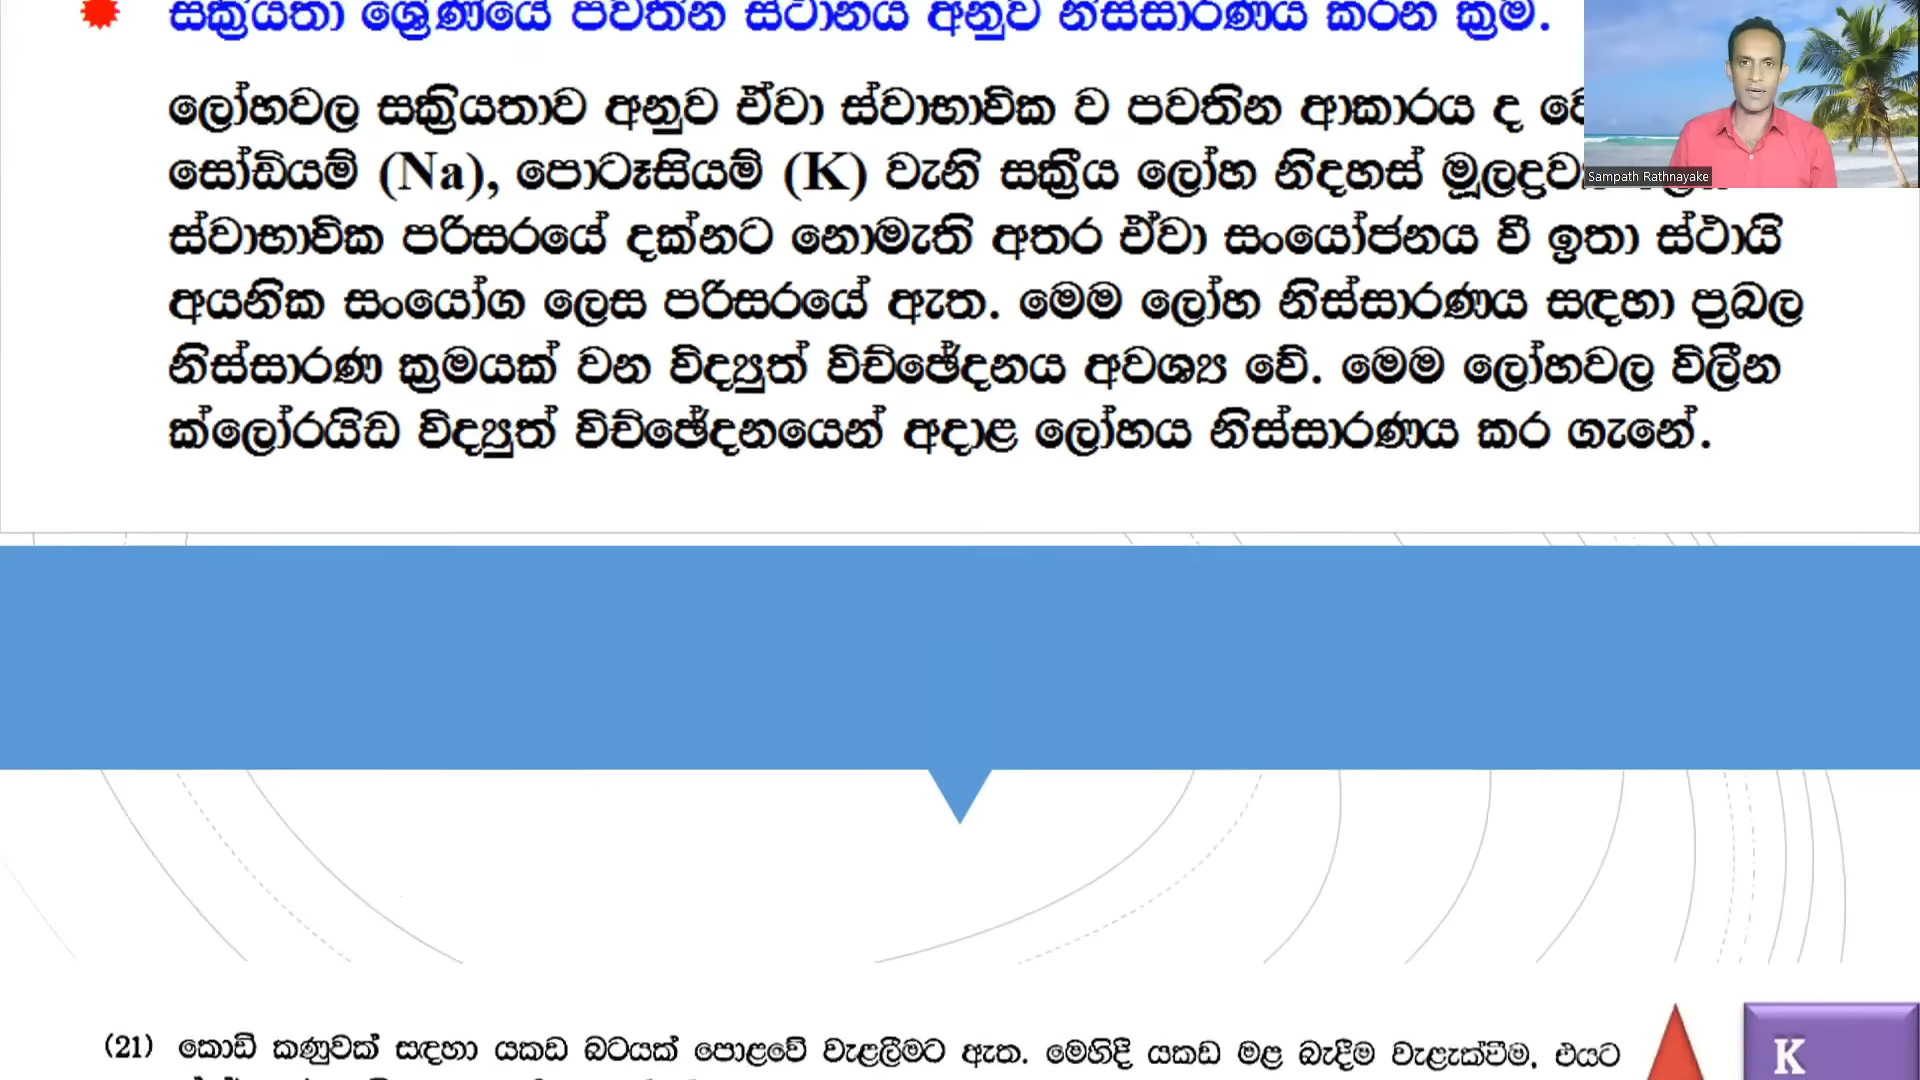 සක්‍රියතා ශ්‍රේණියේ පවතින ස්ථානය අනුව නිස්සාරණය කරන ක්‍රම.
ලෝහවල සක්‍රියතාව අනුව ඒවා ස්වාභාවික ව පවතින ආකාරය ද
Sampath Rathnayake
සෝඩියම් (Na), පොටෑසියම් (K) වැනි සක්‍රීය ලෝහ නිදහස්
ස්වාභාවික පරිසරයේ දක්නට නොමැති අතර ඒවා සංයෝජනය වී ඉතා ස්ථායි
අයනික සංයෝග ලෙස පරිසරයේ ඇත. මෙම ලෝහ නිස්සාරණය සඳහා ප්‍රබල
නිස්සාරණ ක්‍රමයක් වන විද්‍යුත් විච්ඡේදනය අවශ්‍ය වේ. මෙම ලෝහවල විලීන
ක්ලෝරයිඩ විද්‍යුත් විච්ඡේදනයෙන් අදාළ ලෝහය නිස්සාරණය කර ගැනේ.
(21) කොඩි කණුවක් සඳහා යකඩ බටයක් පොළවේ වැළලීමට ඇත. මෙහිදී යකඩ මළ බැදීම වැළැක්වීම, එයට
K